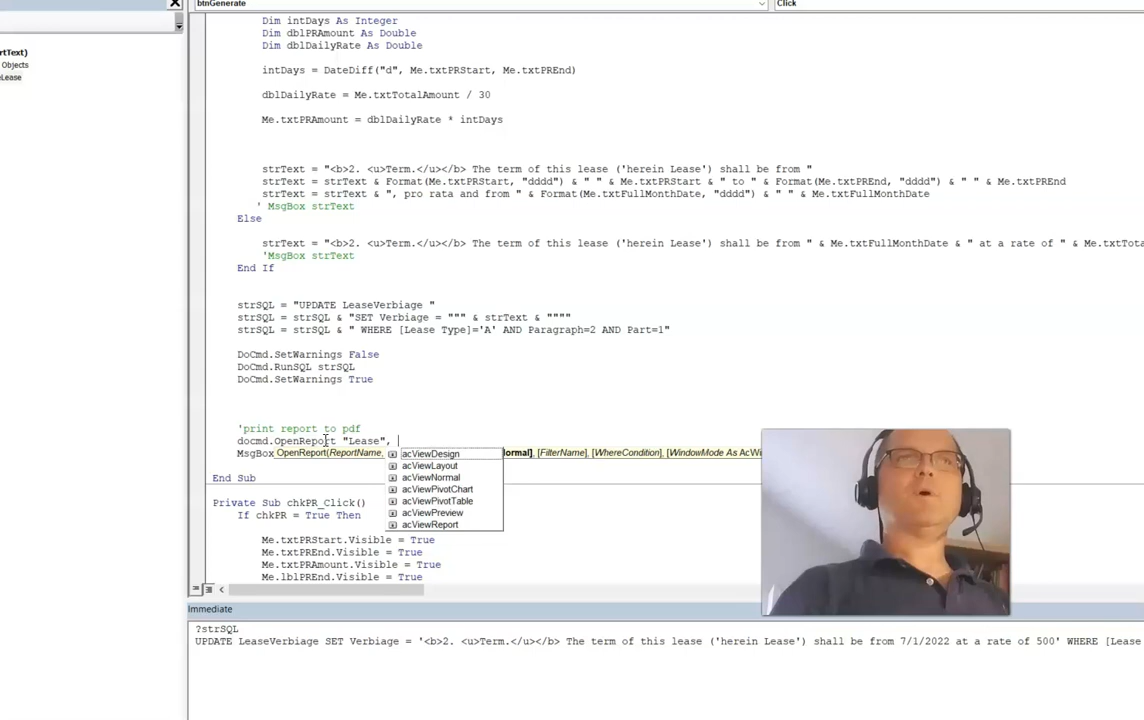 btnGenerate
Click
rtText)
Objects
eLease
Dim intDays As Integer
Dim dblPRAmount As Double
Dim dblDailyRate As Double
intDays = DateDiff("d", Me.txtPRStart, Me.txtPREnd)
dblDailyRate = Me.txtTotalAmount / 30
Me.txtPRAmount = dblDailyRate * intDays
strText = "<b>2. <u>Term.</u></b> The term of this lease ('herein Lease') shall be from "
strText = strText & Format(Me.txtPRStart, "dddd") & " " & Me.txtPRStart & " to " & Format(Me.txtPREnd, "dddd") & " " & Me.txtPREnd
strText = strText & ", pro rata and from " & Format(Me.txtFullMonthDate, "dddd") & " " & Me.txtFullMonthDate
' MsgBox strText
Else
strText = "<b>2. <u>Term.</u></b> The term of this lease ('herein Lease') shall be from " & Me.txtFullMonthDate & " at a rate of " & Me.txtTo
'MsgBox strText
End If
strSQL = "UPDATE LeaseVerbiage "
strSQL = strSQL & "SET Verbiage = """ & strText & """"
strSQL = strSQL & " WHERE [Lease Type]='A' AND Paragraph=2 AND Part=1"
DoCmd.SetWarnings False
DoCmd.RunSQL strSQL
DoCmd.SetWarnings True
'print report to pdf
docmd.OpenReport "Lease",
MsgBox OpenReport(ReportName, ormal], [FilterName], [WhereCondition], [WindowMode As AcWi
acViewDesign
acViewLayout
acViewNormal
acViewPivotChart
acViewPivotTable
acViewPreview
acViewReport
End Sub
Private Sub chkPR_Click()
If chkPR = True Then
Me.txtPRStart.Visible = True
Me.txtPREnd.Visible = True
Me.txtPRAmount.Visible = True
Me.lblPREnd.Visible = True
Immediate
?strSQL
UPDATE LeaseVerbiage SET Verbiage = '<b>2. <u>Term.</u></b> The term of this lease ('herein Lease') shall be from 7/1/2022 at a rate of 500' WHERE [Lease